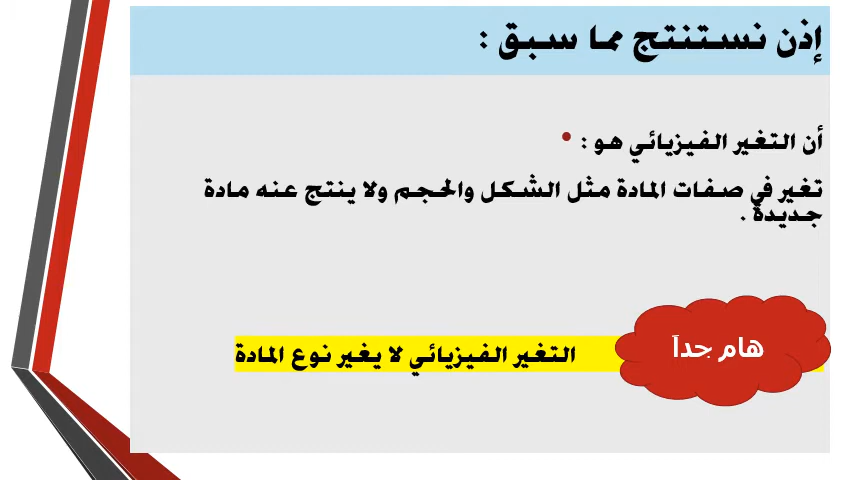 إذن نستنتج مما سبق :
أن التغير الفيزيائي هو : •
تغير في صفات المادة مثل الشكل والحجم ولا ينتج عنه مادة
جديدة .
هام جداً
التغير الفيزيائي لا يغير نوع المادة